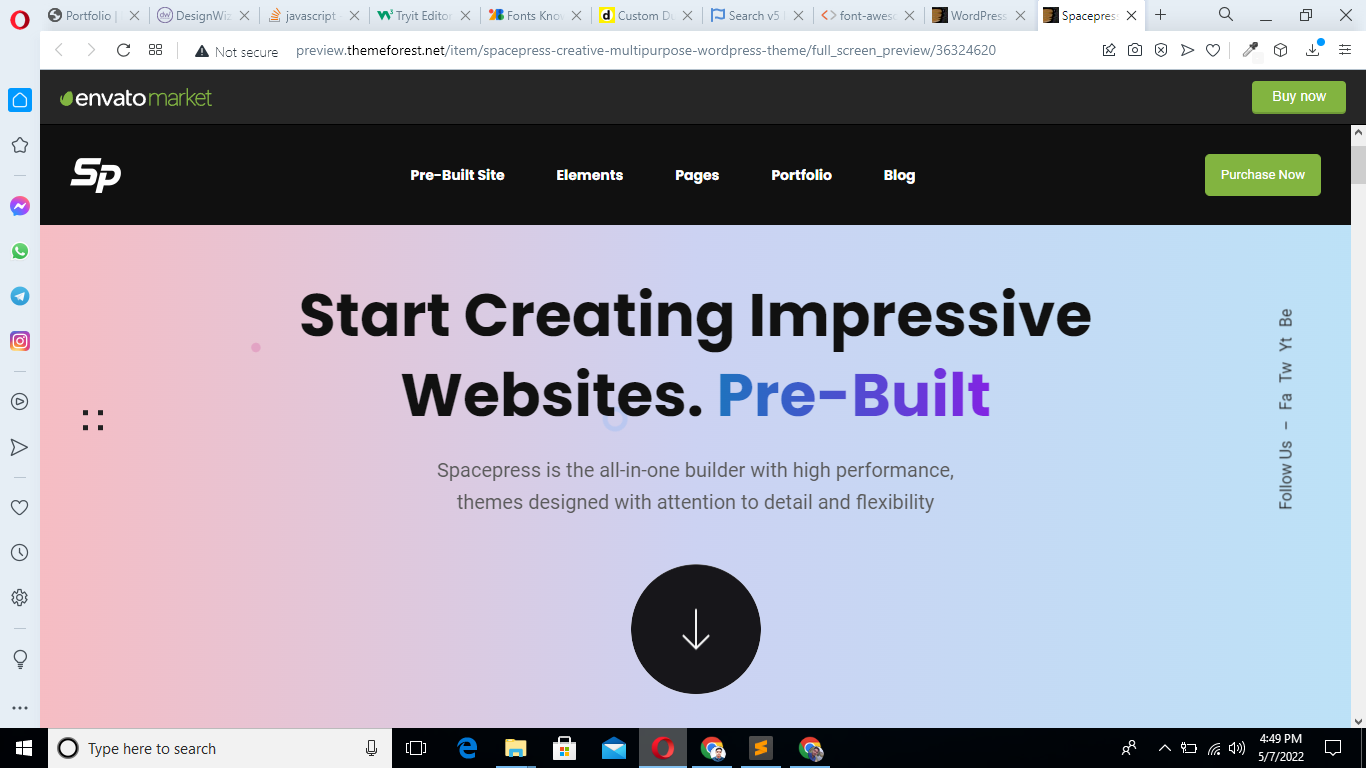 Portfolio |
DesignWiz
javascript -
Tryit Editor
Fonts Know
Custom Do
Search v5
font-aweso
WordPress
Spacepress
Not secure
preview.themeforest.net/item/spacepress-creative-multipurpose-wordpress-theme/full_screen_preview/36324620
envatomarket
Buy now
Sp
Pre-Built Site
Elements
Pages
Portfolio
Blog
Purchase Now
Start Creating Impressive
Websites. Pre-Built
Spacepress is the all-in-one builder with high performance,
themes designed with attention to detail and flexibility
Follow Us – Fa Tw Yt Be
Type here to search
4:49 PM
5/7/2022